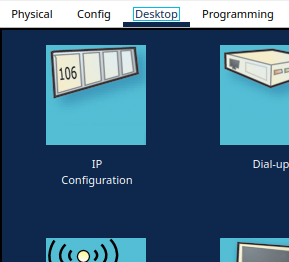 Physical Config Desktop Programming
106
IP
Configuration
Dial-up